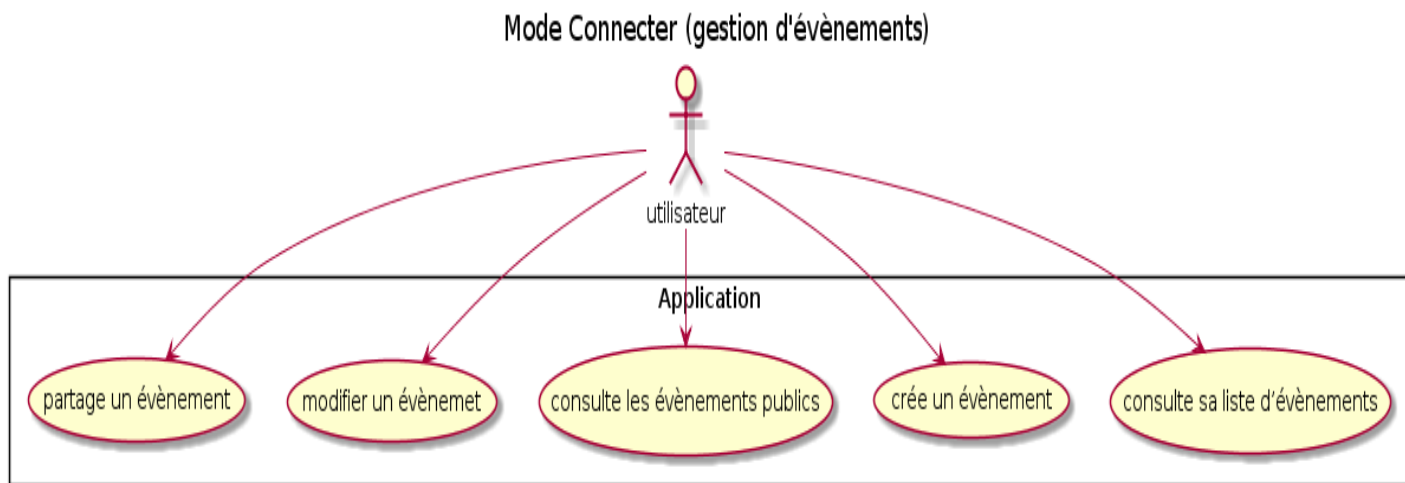 Mode Connecter (gestion d'évènements)
utilisateur
Application
partage un évènement
modifier un évènemet
consulte les évènements publics
crée un évènement
consulte sa liste d’évènements